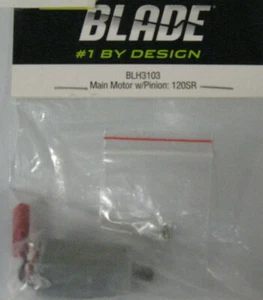 BLADE
#1 BY DESIGN
BLH3103
Main Motor w/Pinion: 120SR